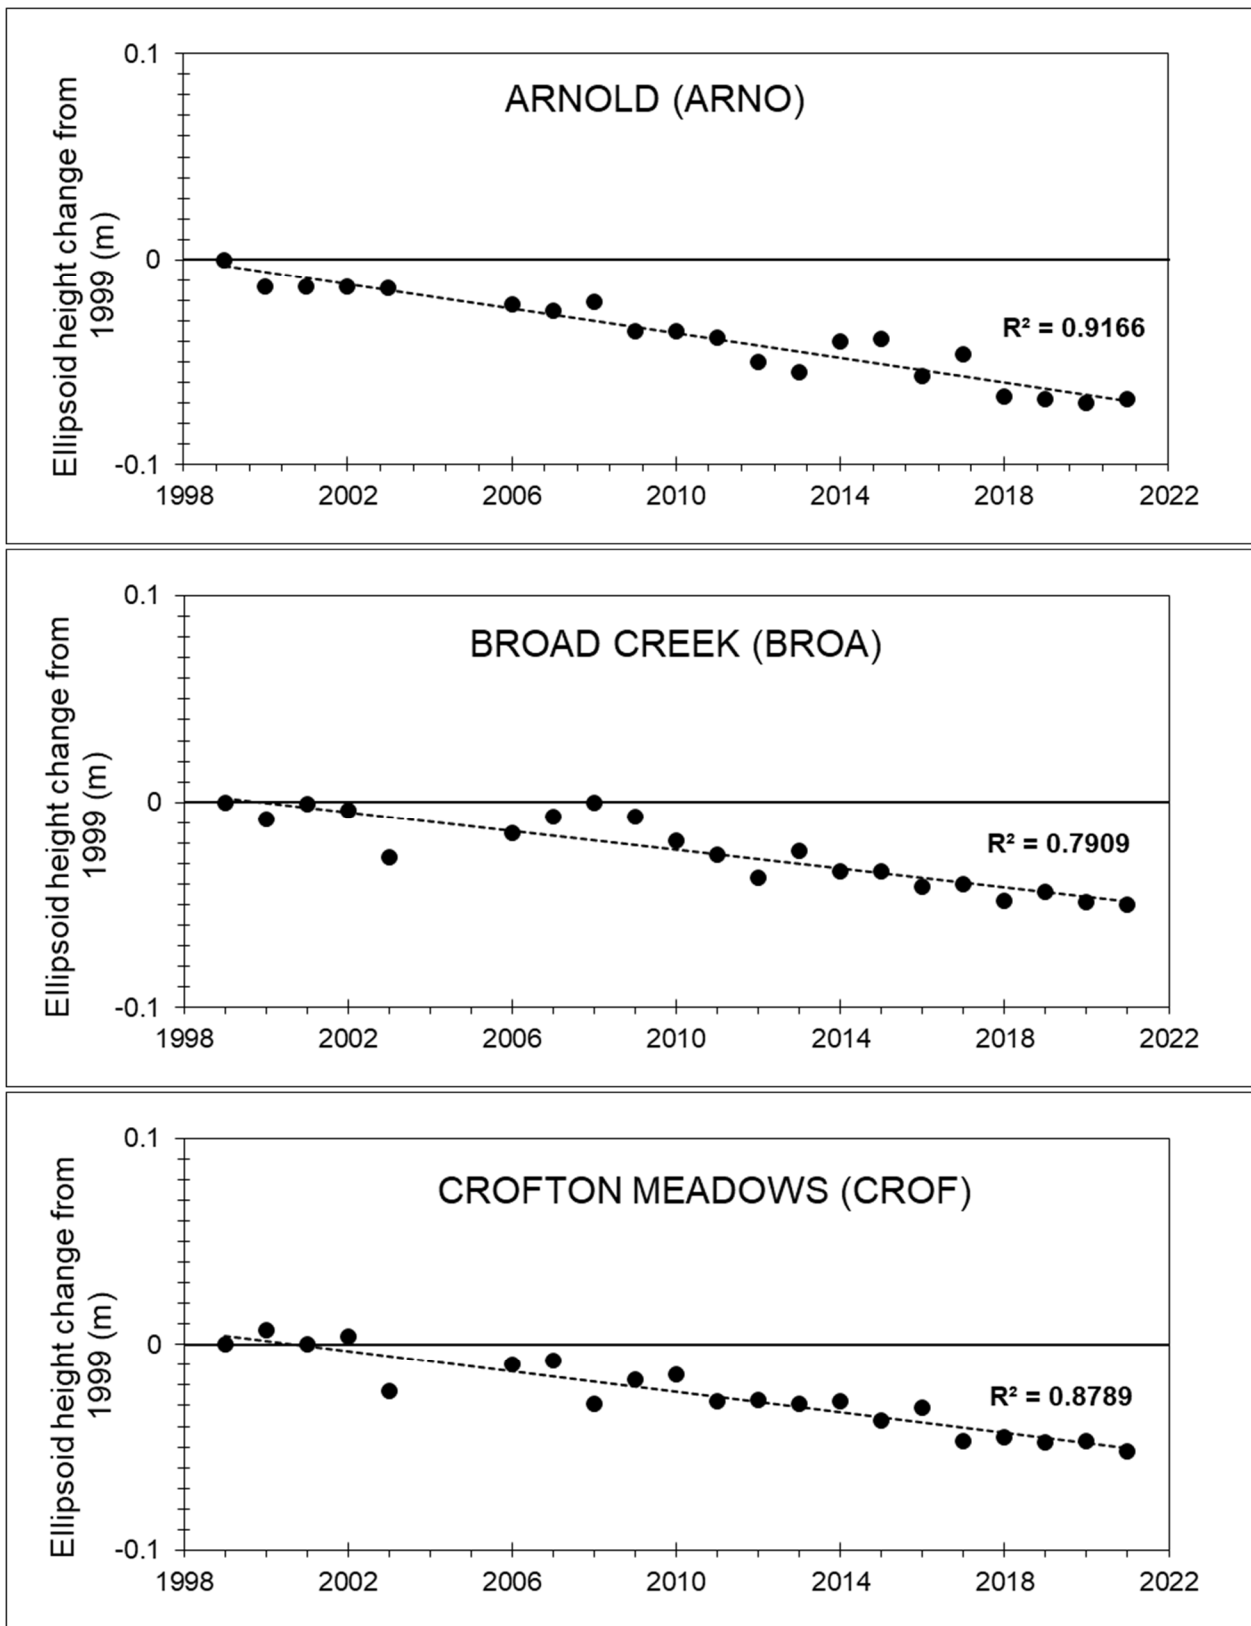 ARNOLD (ARNO)
Ellipsoid height change from
1999 (m)
0.1
0
-0.1
R² = 0.9166
1998 2002 2006 2010 2014 2018 2022
BROAD CREEK (BROA)
Ellipsoid height change from
1999 (m)
0.1
0
-0.1
R² = 0.7909
1998 2002 2006 2010 2014 2018 2022
CROFTON MEADOWS (CROF)
Ellipsoid height change from
1999 (m)
0.1
0
-0.1
R² = 0.8789
1998 2002 2006 2010 2014 2018 2022